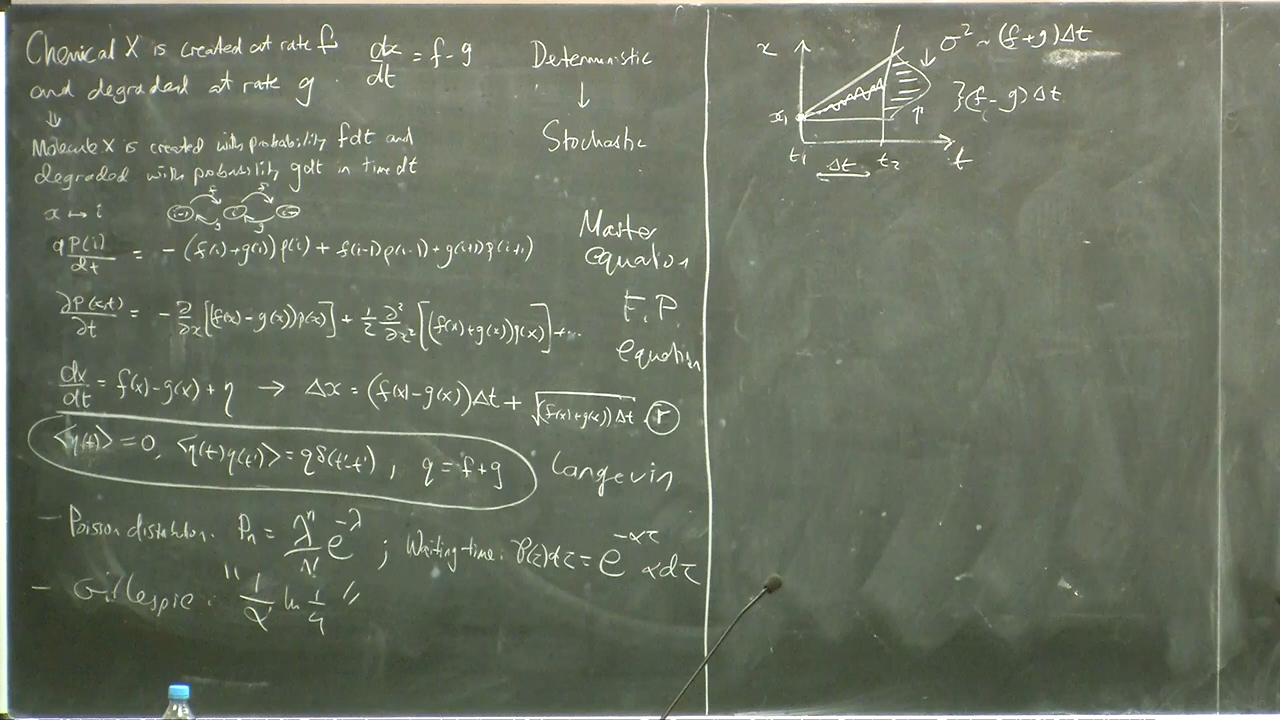 Chemical X is created at rate f   dx/dt = f - g   Deterministic
and degraded at rate g   ↓
⇓   Stochastic
Molecule X is created with probability fdt and
degraded with probability gdt in time dt
x ↦ i   i-1   i   i+1   f   f   g   g
dP(i)/dt = - (f(i)+g(i)) p(i) + f(i-1)p(i-1) + g(i+1)p(i+1)   Master equation
∂P(x,t)/∂t = - ∂/∂x [(f(x) - g(x))p(x)] + 1/2 ∂²/∂x² [(f(x)+g(x))p(x)] + ...   F.P. equation
dx/dt = f(x) - g(x) + η → Δx = (f(x) - g(x))Δt + √(f(x)+g(x))Δt · r
<η(t)> = 0, <η(t)η(t')> = qδ(t-t'), q = f+g   Langevin
- Poisson distribution. Pn = λ^n/n! e^-λ ; Waiting time: P(τ)dτ = e^-ατ αdτ
- Gillespie: "1/α ln 1/q"
x   σ² ~ (f+g)Δt
}(f - g)Δt
x₁
t₁   Δt   t₂   t